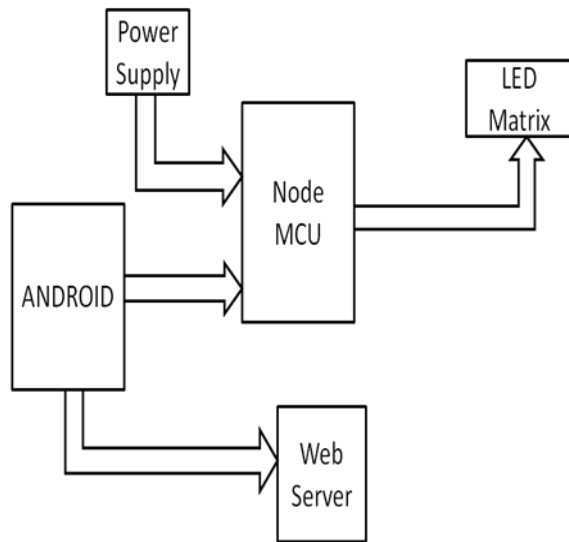 Power
Supply
LED
Matrix
Node
MCU
ANDROID
Web
Server